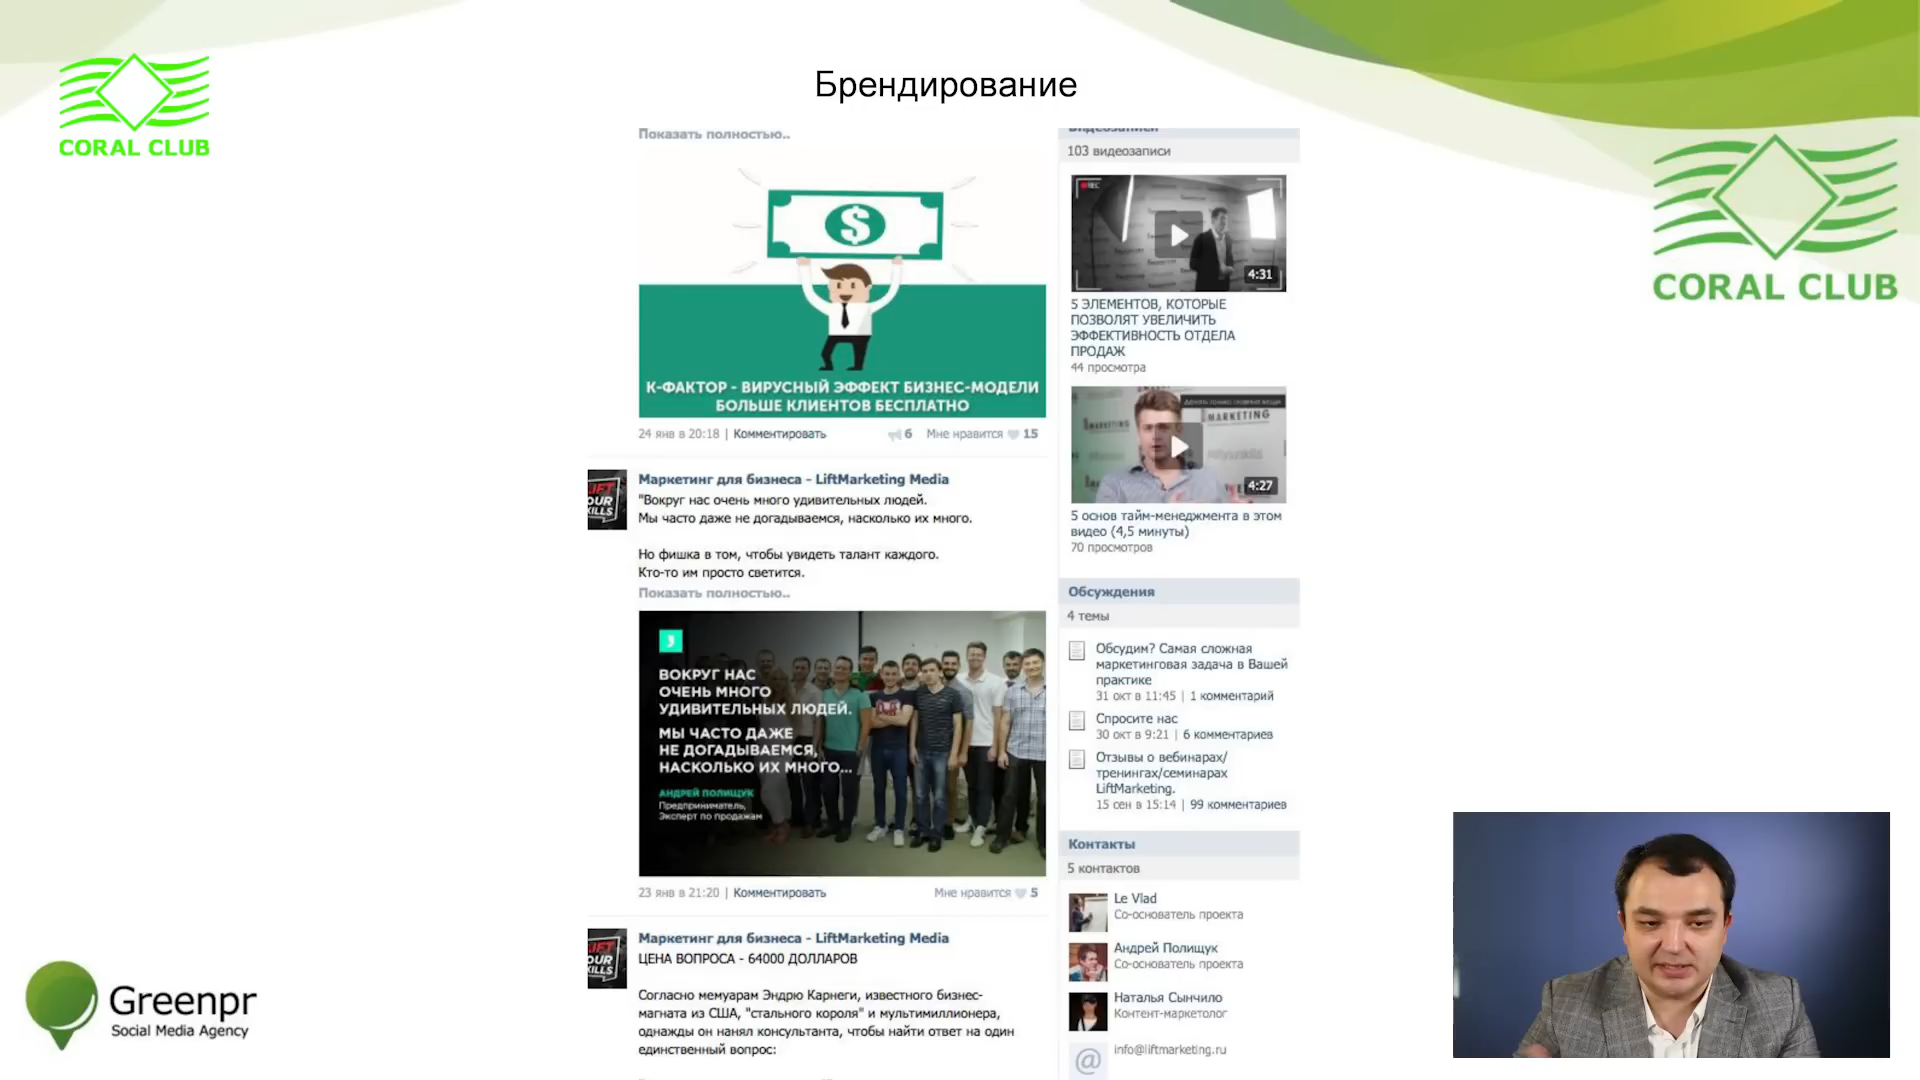 Брендирование
CORAL CLUB
CORAL CLUB
Показать полностью..
$
К-ФАКТОР - ВИРУСНЫЙ ЭФФЕКТ БИЗНЕС-МОДЕЛИ
БОЛЬШЕ КЛИЕНТОВ БЕСПЛАТНО
24 янв в 20:18 | Комментировать 6 Мне нравится 15
Маркетинг для бизнеса - LiftMarketing Media
"Вокруг нас очень много удивительных людей.
Мы часто даже не догадываемся, насколько их много.
Но фишка в том, чтобы увидеть талант каждого.
Кто-то им просто светится.
Показать полностью..
ВОКРУГ НАС
ОЧЕНЬ МНОГО
УДИВИТЕЛЬНЫХ ЛЮДЕЙ.
МЫ ЧАСТО ДАЖЕ
НЕ ДОГАДЫВАЕМСЯ,
НАСКОЛЬКО ИХ МНОГО...
АНДРЕЙ ПОЛИЩУК
Предприниматель,
Эксперт по продажам
23 янв в 21:20 | Комментировать Мне нравится 5
Маркетинг для бизнеса - LiftMarketing Media
ЦЕНА ВОПРОСА - 64000 ДОЛЛАРОВ
Согласно мемуарам Эндрю Карнеги, известного бизнес-
магната из США, "стального короля" и мультимиллионера,
однажды он нанял консультанта, чтобы найти ответ на один
единственный вопрос:
Видеозаписи
103 видеозаписи
REC
4:31
5 ЭЛЕМЕНТОВ, КОТОРЫЕ
ПОЗВОЛЯТ УВЕЛИЧИТЬ
ЭФФЕКТИВНОСТЬ ОТДЕЛА
ПРОДАЖ
44 просмотра
MARKETING
4:27
5 основ тайм-менеджмента в этом
видео (4,5 минуты)
70 просмотров
Обсуждения
4 темы
Обсудим? Самая сложная
маркетинговая задача в Вашей
практике
31 окт в 11:45 | 1 комментарий
Спросите нас
30 окт в 9:21 | 6 комментариев
Отзывы о вебинарах/
тренингах/семинарах
LiftMarketing.
15 сен в 15:14 | 99 комментариев
Контакты
5 контактов
Le Vlad
Со-основатель проекта
Андрей Полищук
Со-основатель проекта
Наталья Сынчило
Контент-маркетолог
@ info@liftmarketing.ru
Greenpr
Social Media Agency